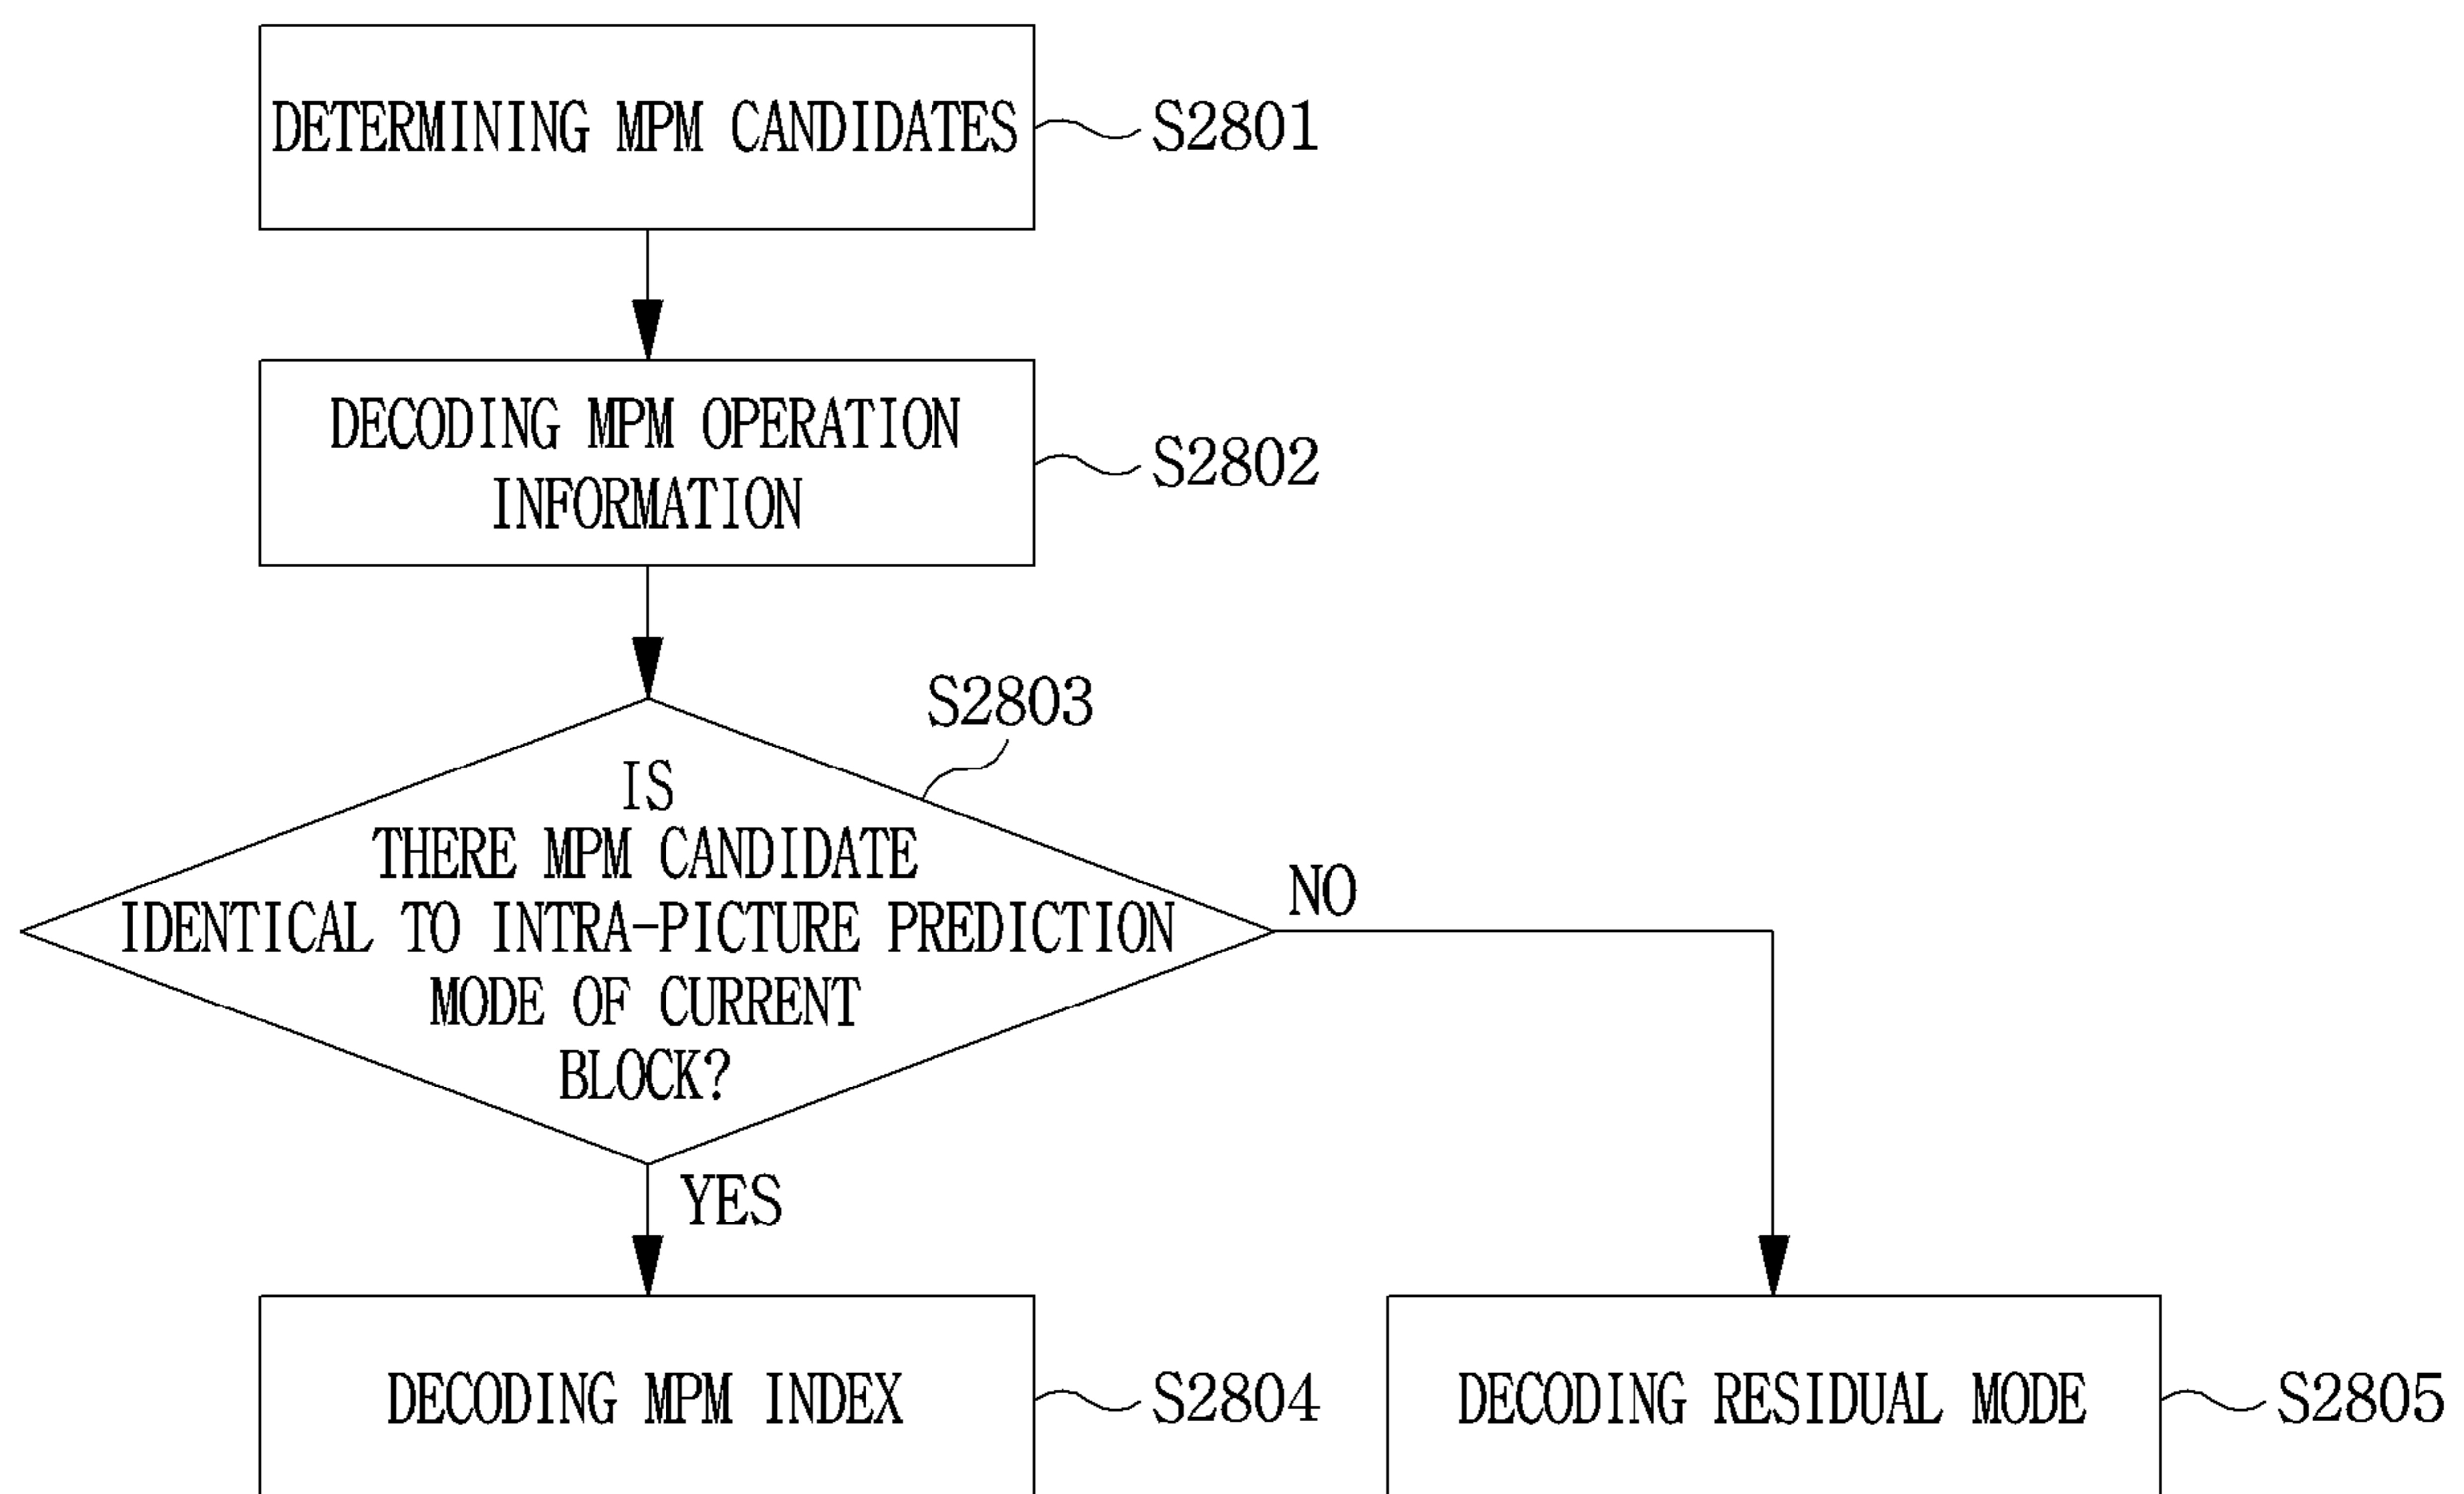 DETERMINING MPM CANDIDATES
S2801
DECODING MPM OPERATION
INFORMATION
S2802
S2803
IS
THERE MPM CANDIDATE
IDENTICAL TO INTRA-PICTURE PREDICTION
MODE OF CURRENT
BLOCK?
NO
YES
DECODING MPM INDEX
S2804
DECODING RESIDUAL MODE
S2805